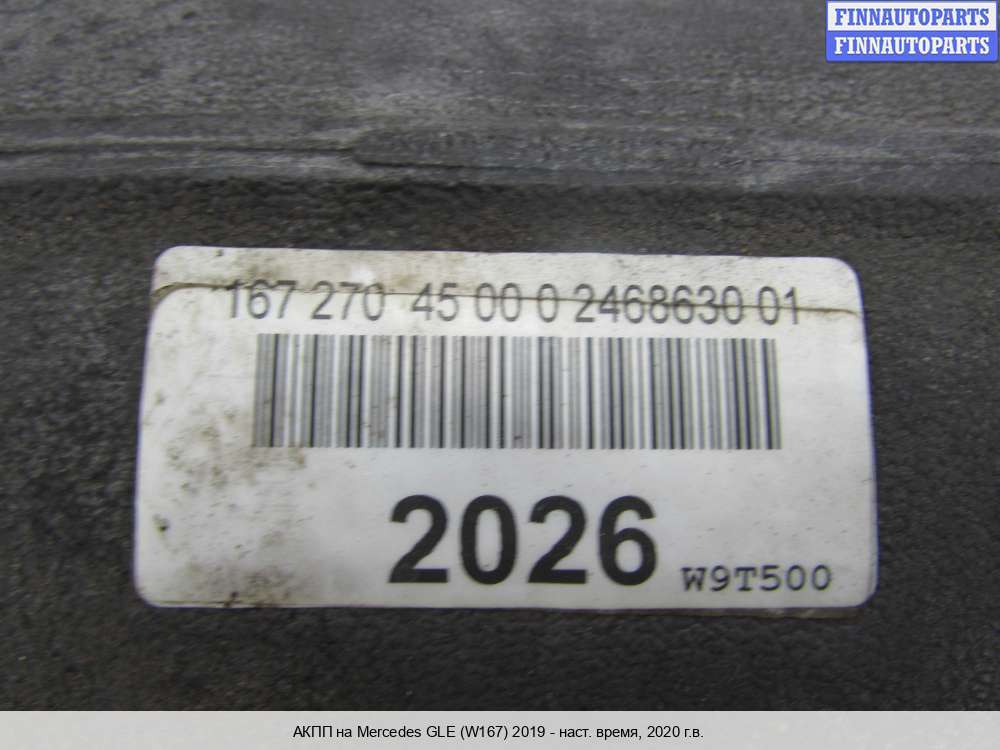 FINNAUTOPARTS
FINNAUTOPARTS
167 270 45 00 0 2468630 01
2026
W9T500
АКПП на Mercedes GLE (W167) 2019 - наст. время, 2020 г.в.